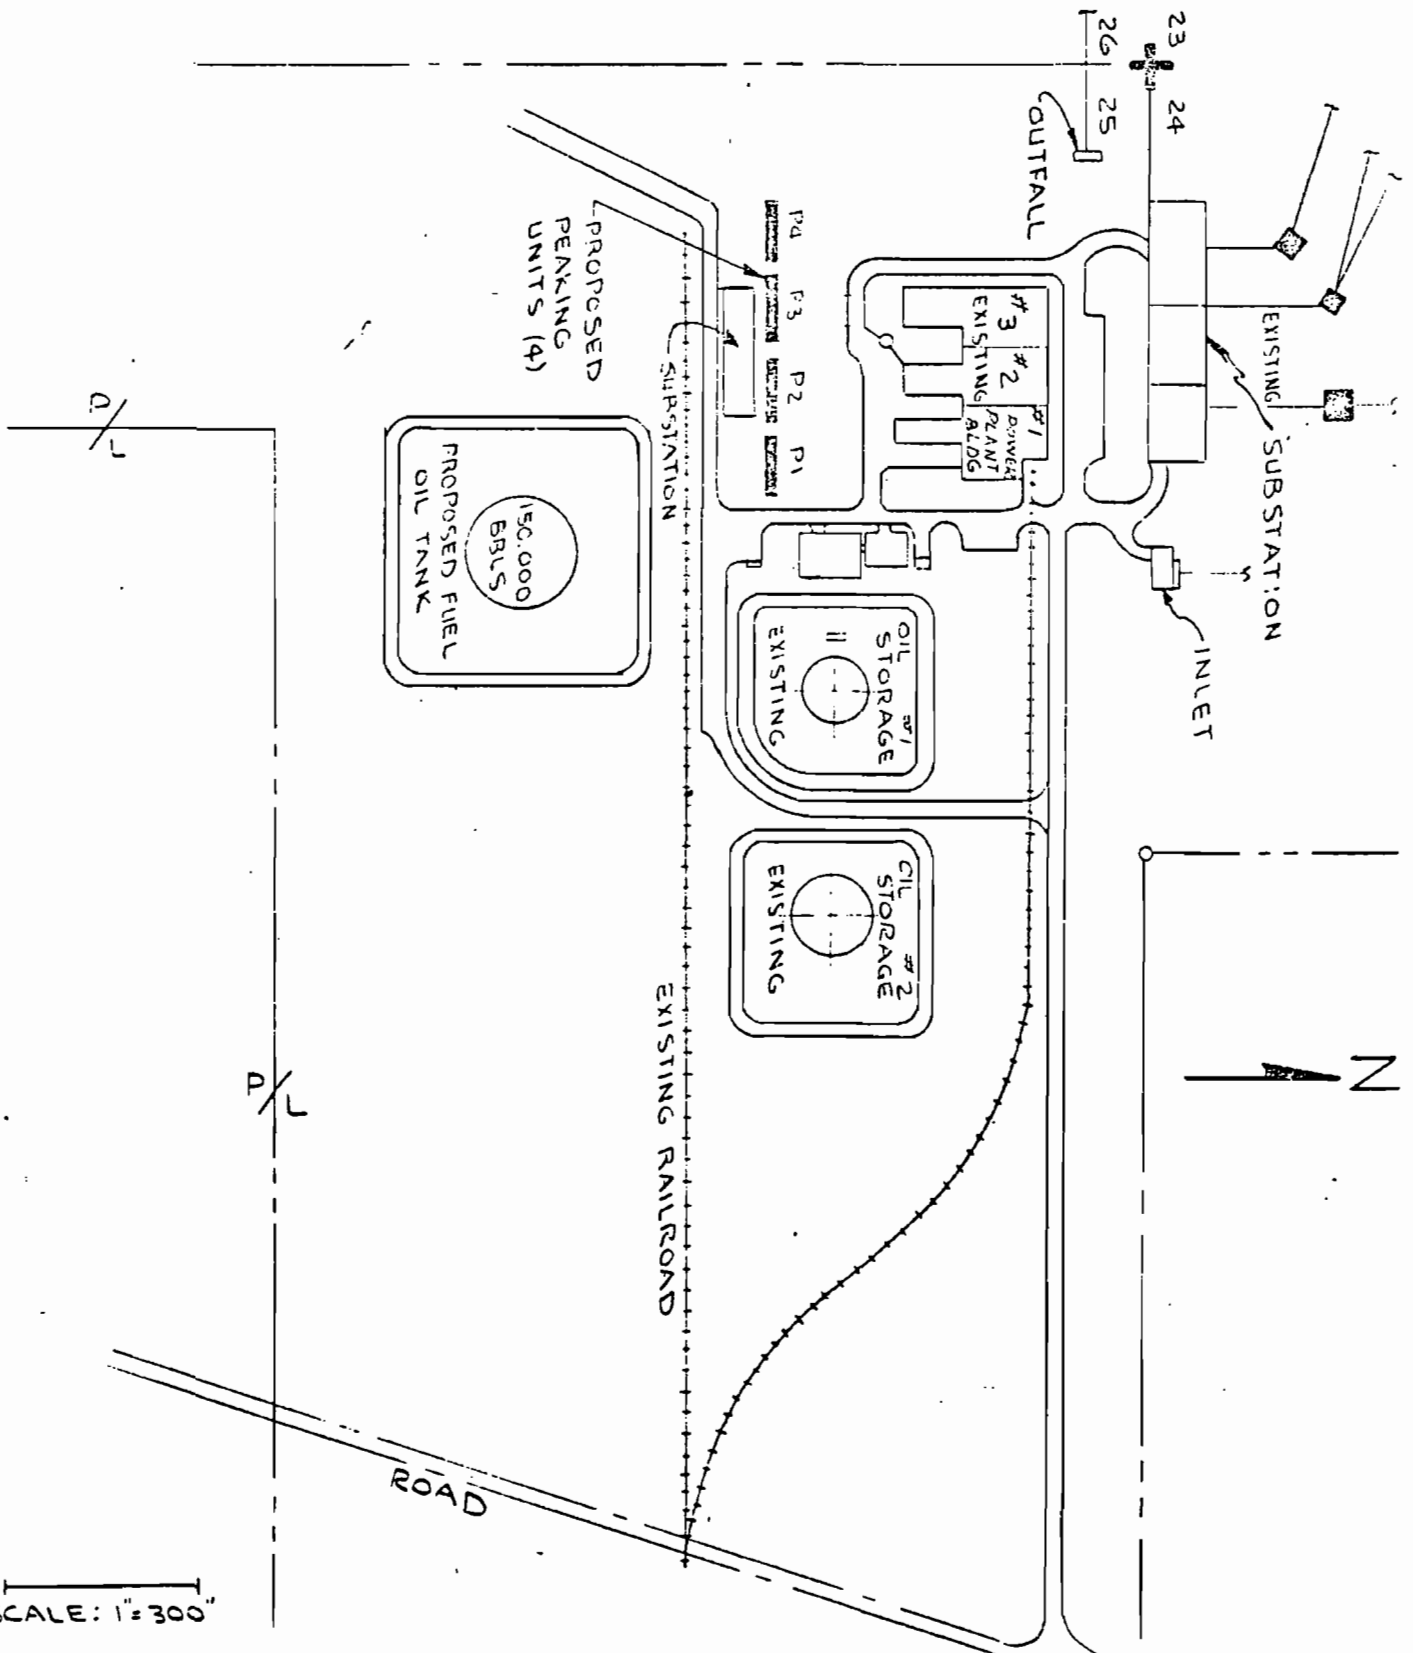 23
24
26
25
OUTFALL
EXISTING
SUBSTATION
INLET
P4
P3
P2
P1
#3
#2
#1
EXISTING
POWER
PLANT
BLDG
PROPOSED
PEAKING
UNITS (4)
SUBSTATION
OIL #1
STORAGE
EXISTING
OIL #2
STORAGE
EXISTING
150,000
BBLS
PROPOSED FUEL
OIL TANK
P/L
P/L
EXISTING RAILROAD
N
ROAD
SCALE: 1"=300"